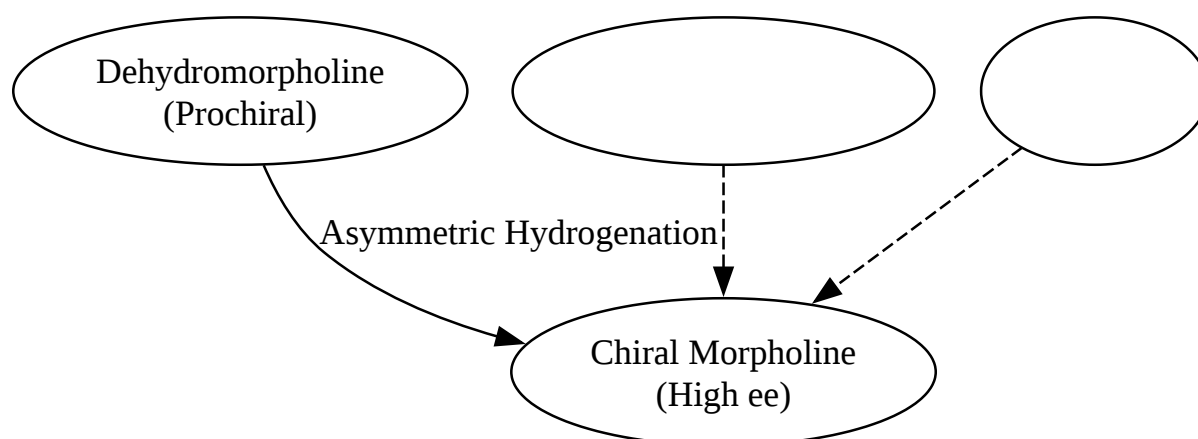 Dehydromorpholine
(Prochiral)
Asymmetric Hydrogenation
Chiral Morpholine
(High ee)